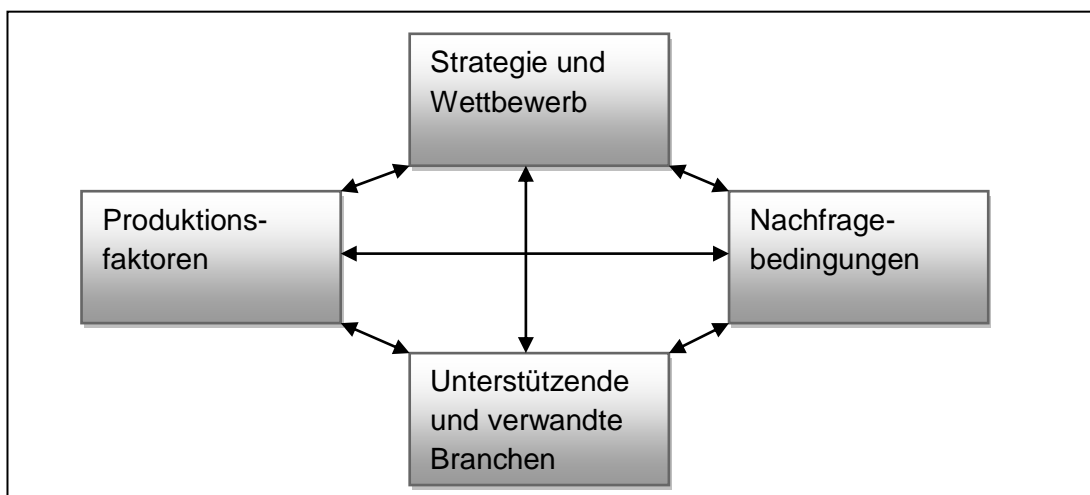 Strategie und
Wettbewerb
Produktions-
faktoren
Nachfrage-
bedingungen
Unterstützende
und verwandte
Branchen